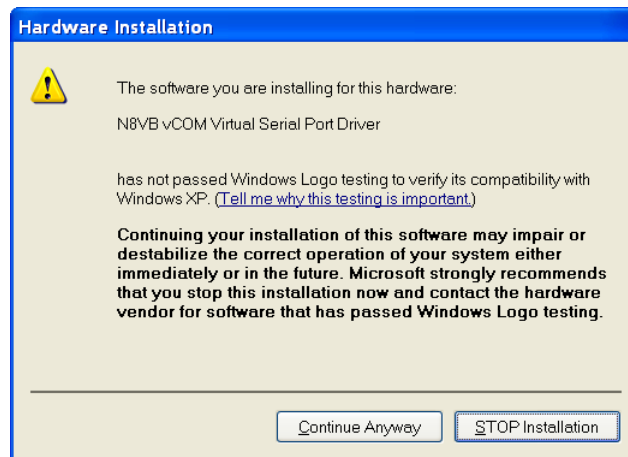 Hardware Installation
The software you are installing for this hardware:
N8VB vCOM Virtual Serial Port Driver
has not passed Windows Logo testing to verify its compatibility with
Windows XP. (Tell me why this testing is important.)
Continuing your installation of this software may impair or
destabilize the correct operation of your system either
immediately or in the future. Microsoft strongly recommends
that you stop this installation now and contact the hardware
vendor for software that has passed Windows Logo testing.
Continue Anyway
STOP Installation